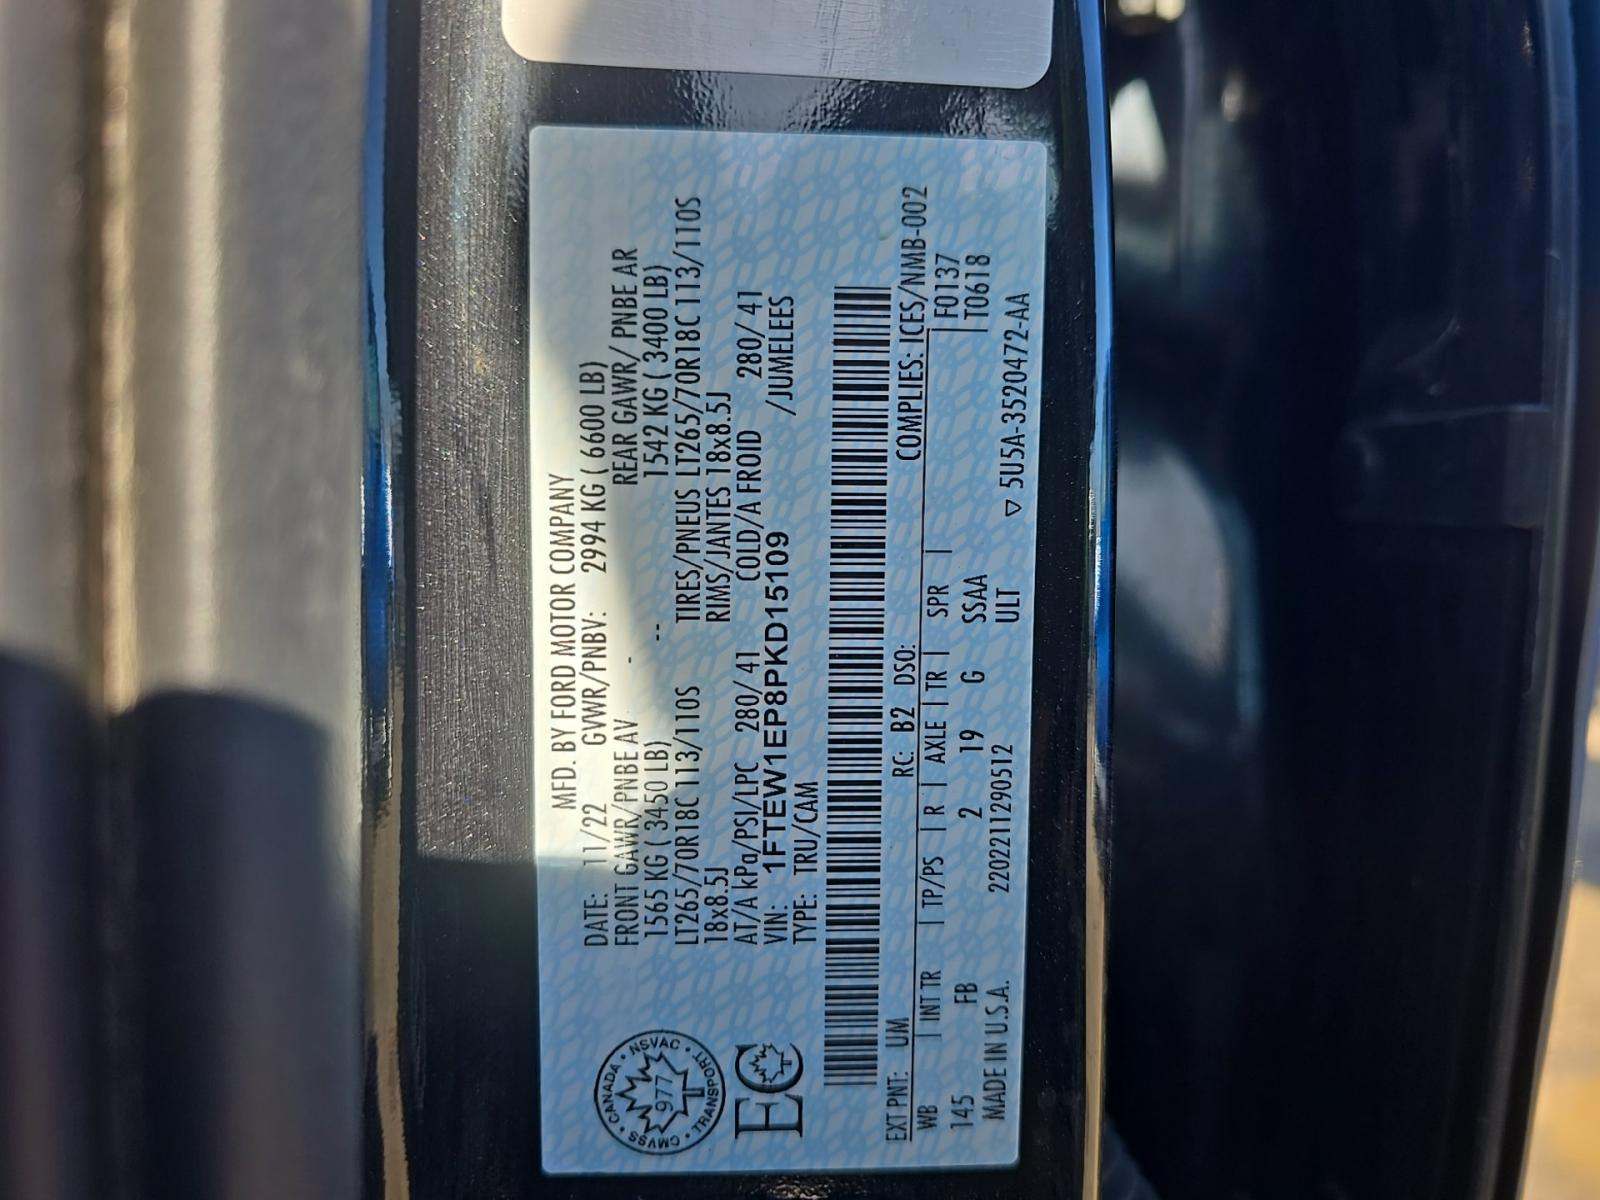 MFD. BY FORD MOTOR COMPANY
DATE: 11/22 GVWR/PNBV: 2994 KG ( 6600 LB)
FRONT GAWR/PNBE AV - REAR GAWR/ PNBE AR
1565 KG ( 3450 LB) -- 1542 KG ( 3400 LB)
LT265/70R18C 113/110S TIRES/PNEUS LT265/70R18C 113/110S
18x8.5J RIMS/JANTES 18x8.5J
AT/A kPa/PSI/LPC 280/ 41 COLD/A FROID 280/ 41
VIN: 1FTEW1EP8PKD15109 /JUMELEES
TYPE: TRU/CAM
CANADA • NSVAC • TRANSPORT • CMVSS •
977
EC
EXT PNT: UM RC: B2 DSO: COMPLIES: ICES/NMB-002
WB | INT TR | TP/PS | R | AXLE | TR | SPR | | F0137
145 FB 2 19 G SSAA T0618
MADE IN U.S.A. 2202211290512 ULT ▽ 5U5A-3520472-AA